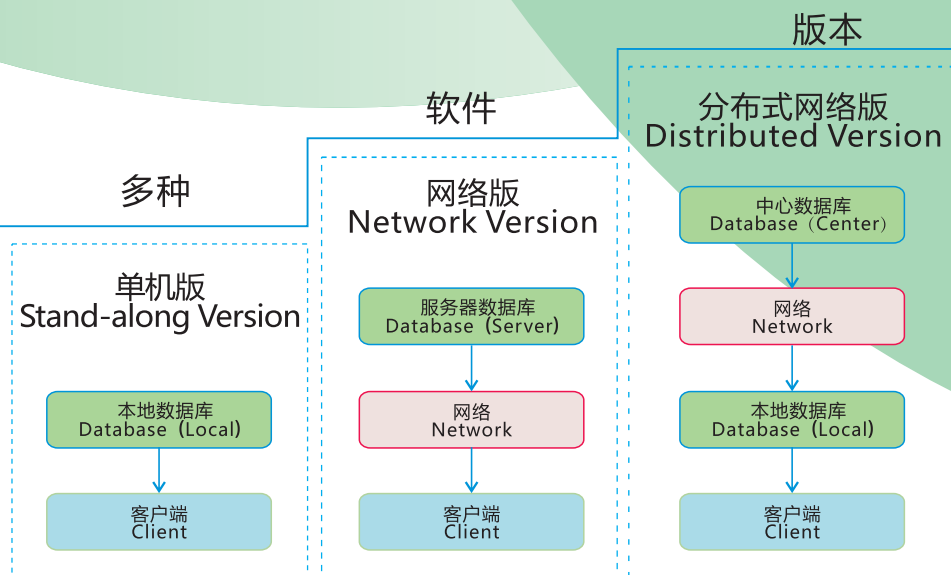 多种
软件
版本
单机版
Stand-along Version
本地数据库
Database (Local)
客户端
Client
网络版
Network Version
服务器数据库
Database (Server)
网络
Network
客户端
Client
分布式网络版
Distributed Version
中心数据库
Database（Center）
网络
Network
本地数据库
Database (Local)
客户端
Client